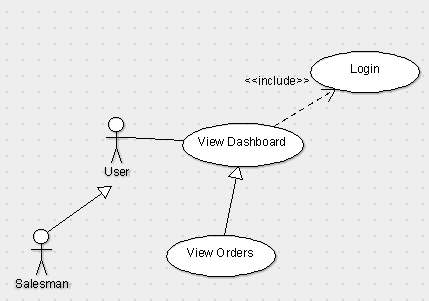 Login
<<include>>
View Dashboard
User
View Orders
Salesman